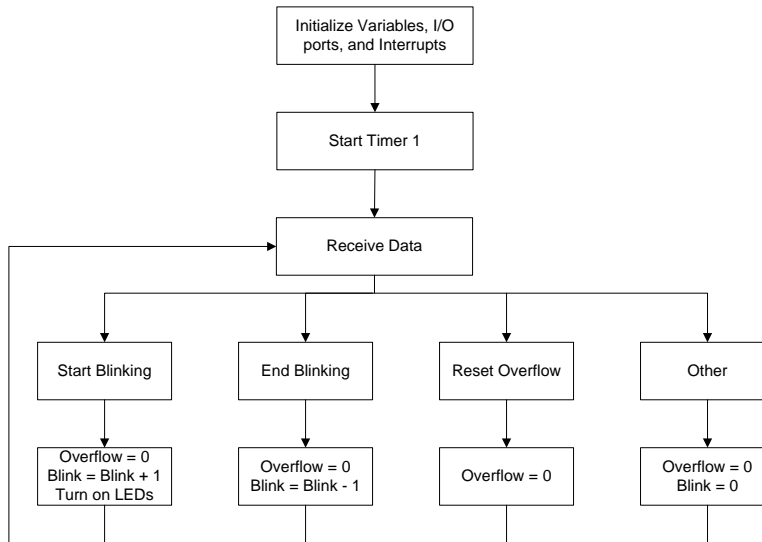 Initialize Variables, I/O
ports, and Interrupts
Start Timer 1
Receive Data
Start Blinking
End Blinking
Reset Overflow
Other
Overflow = 0
Blink = Blink + 1
Turn on LEDs
Overflow = 0
Blink = Blink - 1
Overflow = 0
Overflow = 0
Blink = 0